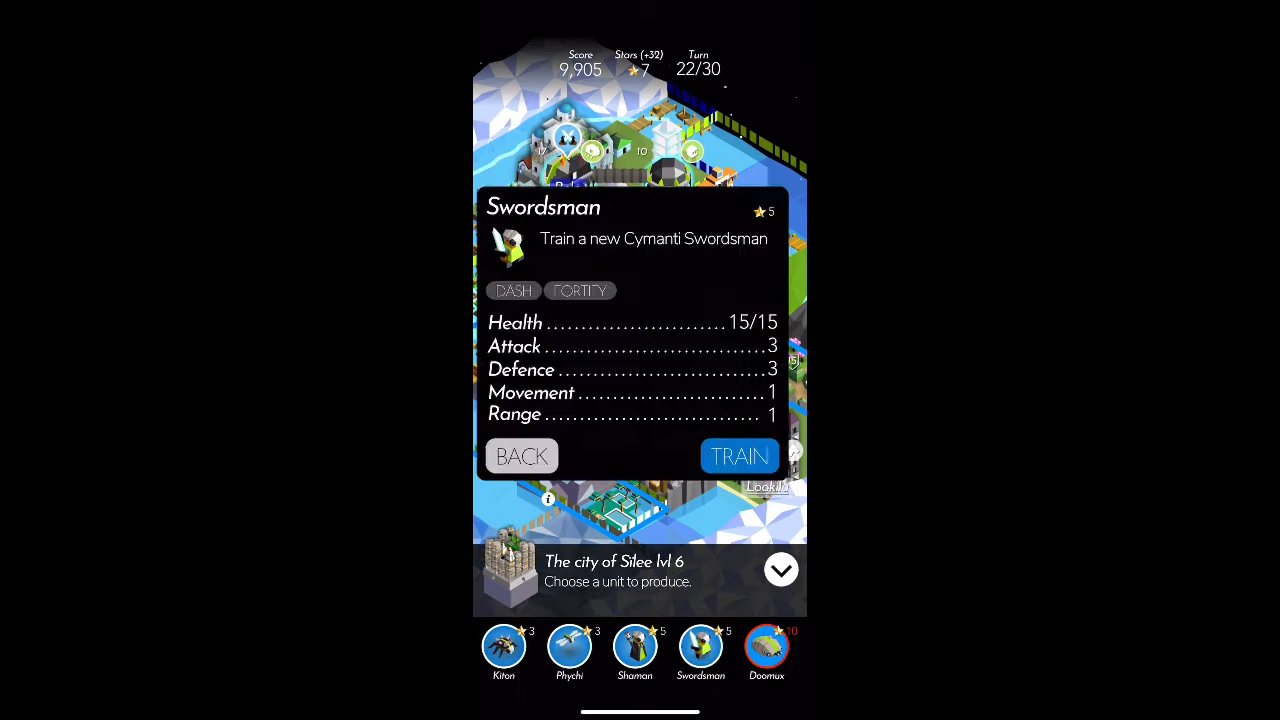 Score Stars (+32) Turn
9,905 7 22/30
17 10
Swordsman 5
Train a new Cymanti Swordsman
DASH FORTIFY
Health 15/15
Attack 3
Defence 3
Movement 1
Range 1
BACK TRAIN
i
The city of Silee lvl 6
Choose a unit to produce.
3 3 5 5 10
Kiton Phychi Shaman Swordsman Doomux